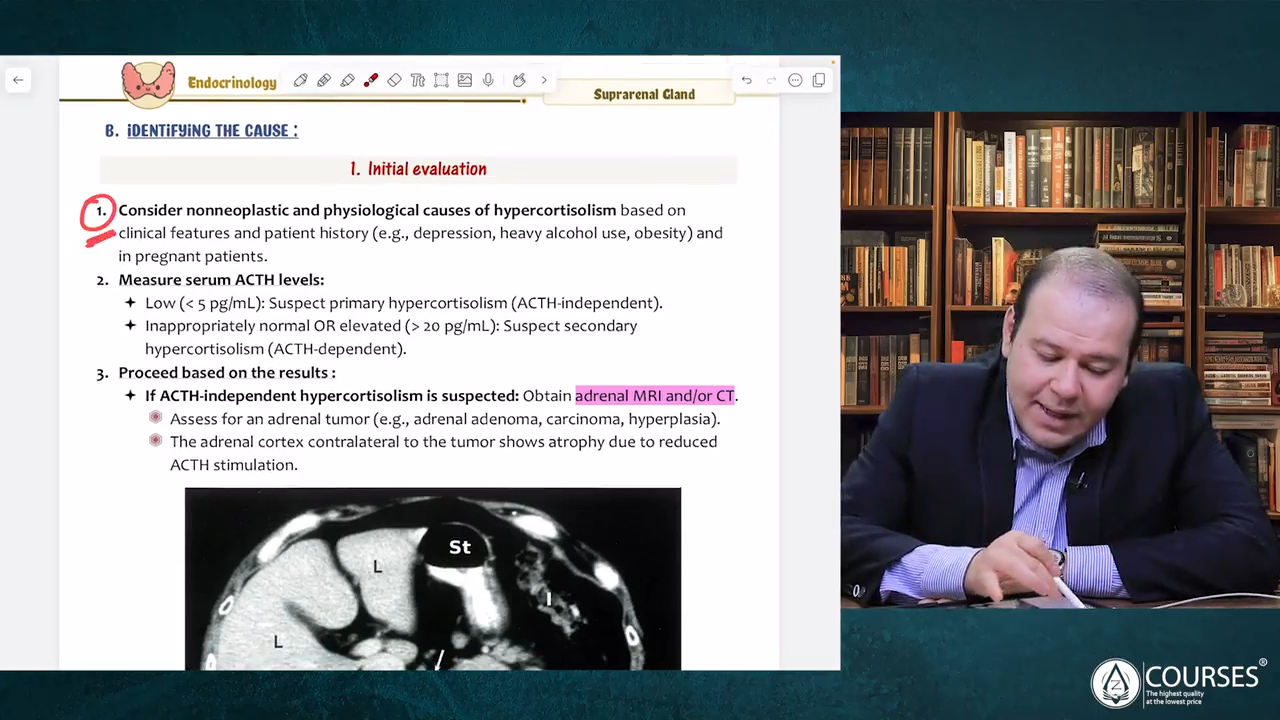 Endocrinology
Suprarenal Gland
B. iDENTiFYiNG THE CAUSE :
1. Initial evaluation
1. Consider nonneoplastic and physiological causes of hypercortisolism based on
clinical features and patient history (e.g., depression, heavy alcohol use, obesity) and
in pregnant patients.
2. Measure serum ACTH levels:
Low (< 5 pg/mL): Suspect primary hypercortisolism (ACTH-independent).
Inappropriately normal OR elevated (> 20 pg/mL): Suspect secondary
hypercortisolism (ACTH-dependent).
3. Proceed based on the results :
If ACTH-independent hypercortisolism is suspected: Obtain adrenal MRI and/or CT.
Assess for an adrenal tumor (e.g., adrenal adenoma, carcinoma, hyperplasia).
The adrenal cortex contralateral to the tumor shows atrophy due to reduced
ACTH stimulation.
St
L
I
L
Tt
Z
COURSES®
The highest quality
at the lowest price